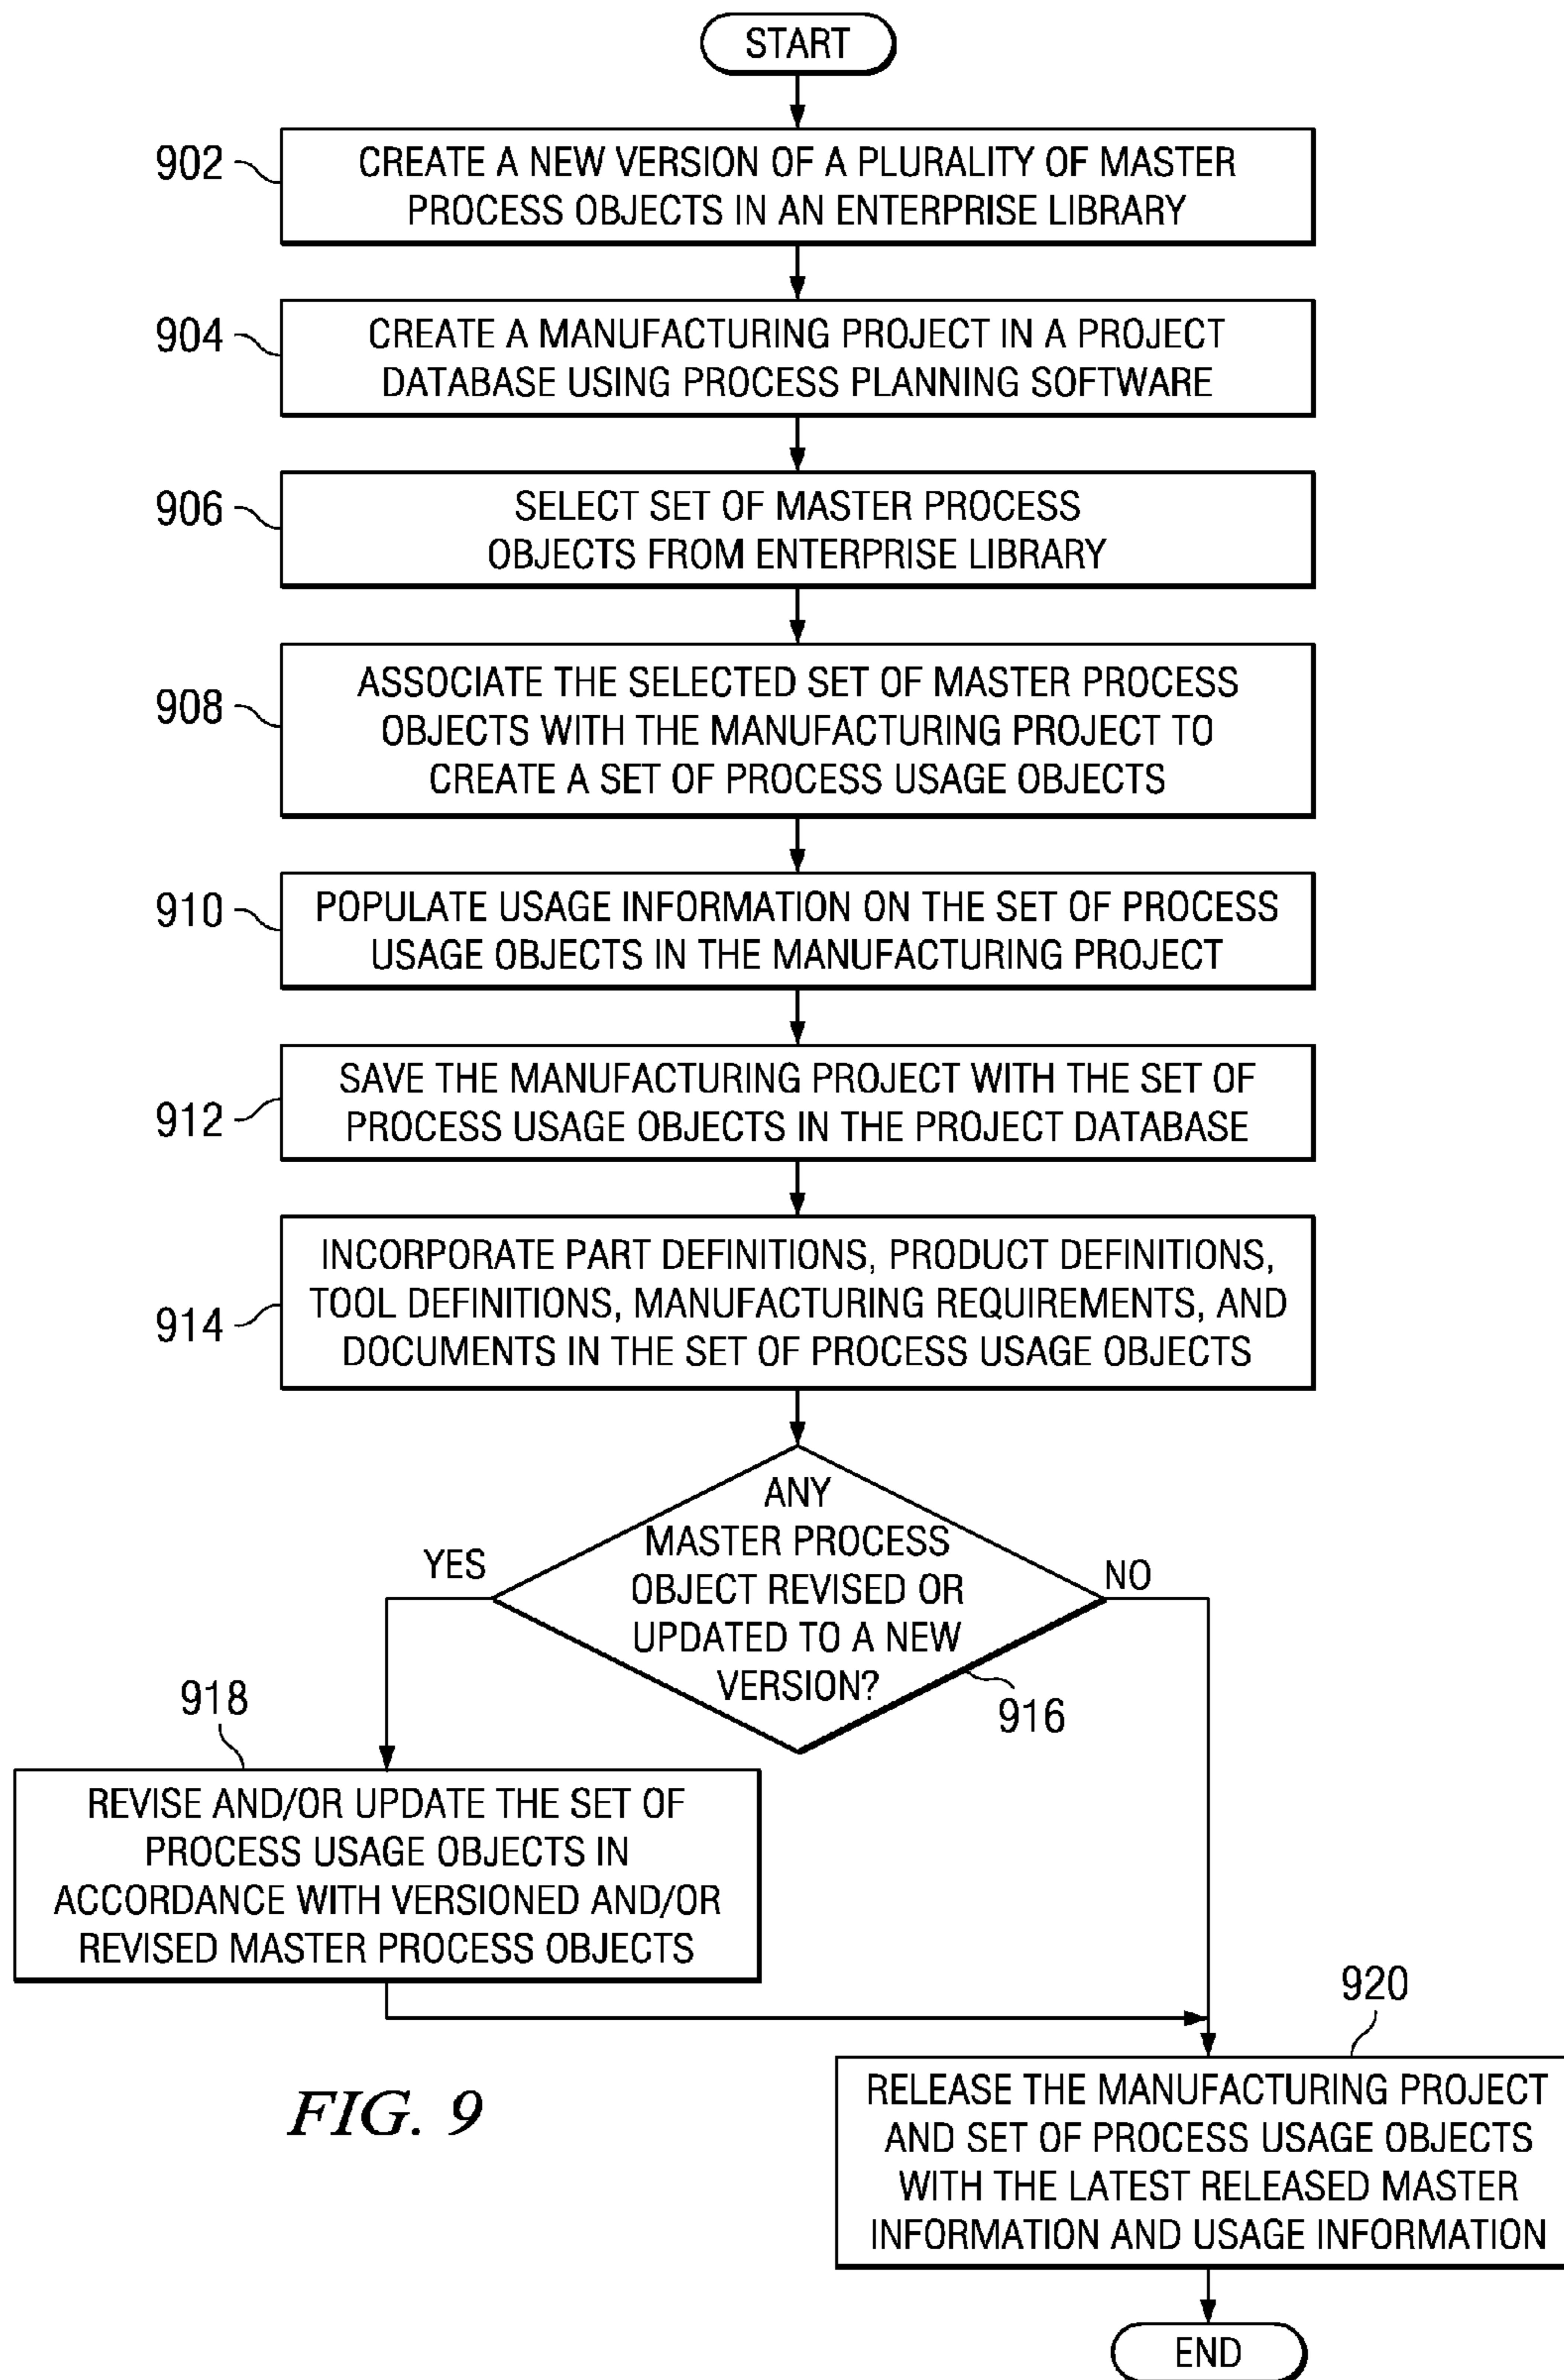 START
902
CREATE A NEW VERSION OF A PLURALITY OF MASTER
PROCESS OBJECTS IN AN ENTERPRISE LIBRARY
904
CREATE A MANUFACTURING PROJECT IN A PROJECT
DATABASE USING PROCESS PLANNING SOFTWARE
906
SELECT SET OF MASTER PROCESS
OBJECTS FROM ENTERPRISE LIBRARY
908
ASSOCIATE THE SELECTED SET OF MASTER PROCESS
OBJECTS WITH THE MANUFACTURING PROJECT TO
CREATE A SET OF PROCESS USAGE OBJECTS
910
POPULATE USAGE INFORMATION ON THE SET OF PROCESS
USAGE OBJECTS IN THE MANUFACTURING PROJECT
912
SAVE THE MANUFACTURING PROJECT WITH THE SET OF
PROCESS USAGE OBJECTS IN THE PROJECT DATABASE
914
INCORPORATE PART DEFINITIONS, PRODUCT DEFINITIONS,
TOOL DEFINITIONS, MANUFACTURING REQUIREMENTS, AND
DOCUMENTS IN THE SET OF PROCESS USAGE OBJECTS
ANY
MASTER PROCESS
OBJECT REVISED OR
UPDATED TO A NEW
VERSION?
YES
NO
916
918
REVISE AND/OR UPDATE THE SET OF
PROCESS USAGE OBJECTS IN
ACCORDANCE WITH VERSIONED AND/OR
REVISED MASTER PROCESS OBJECTS
920
RELEASE THE MANUFACTURING PROJECT
AND SET OF PROCESS USAGE OBJECTS
WITH THE LATEST RELEASED MASTER
INFORMATION AND USAGE INFORMATION
FIG. 9
END